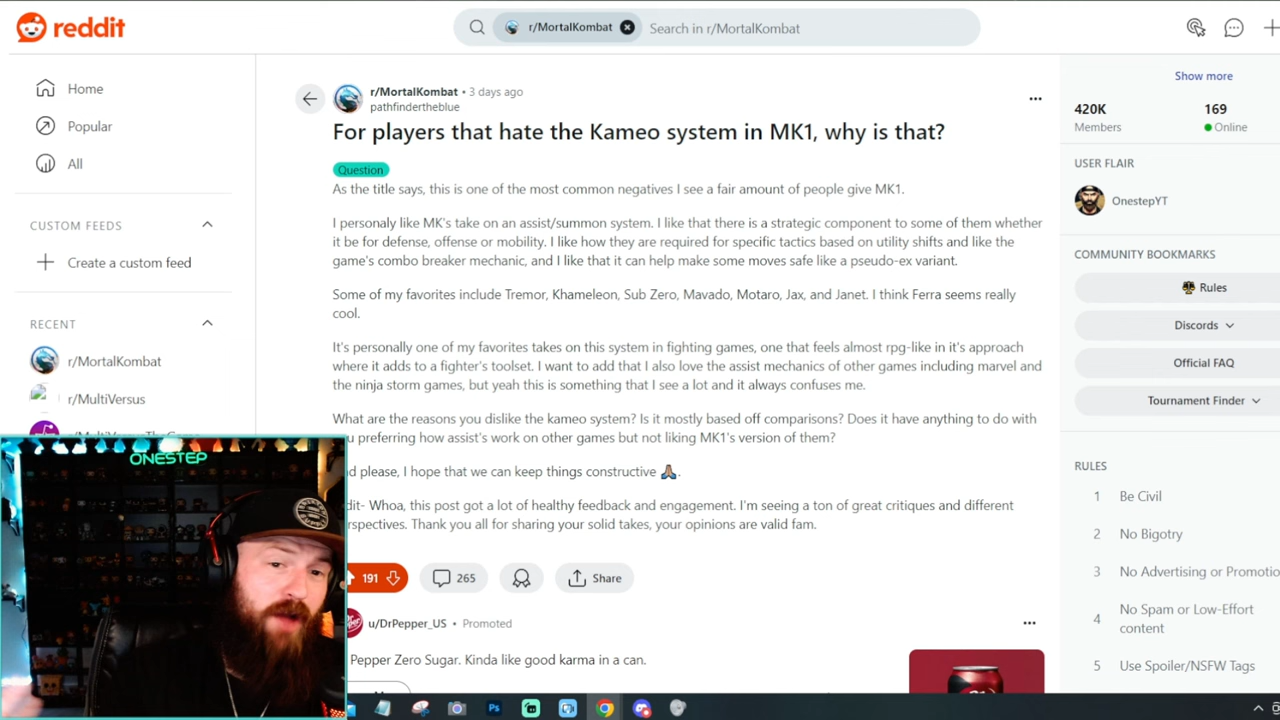 reddit
r/MortalKombat
Search in r/MortalKombat
Home
Popular
All
CUSTOM FEEDS
Create a custom feed
RECENT
r/MortalKombat
r/MultiVersus
r/MortalKombat • 3 days ago
pathfindertheblue
For players that hate the Kameo system in MK1, why is that?
Question
As the title says, this is one of the most common negatives I see a fair amount of people give MK1.
I personaly like MK's take on an assist/summon system. I like that there is a strategic component to some of them whether
it be for defense, offense or mobility. I like how they are required for specific tactics based on utility shifts and like the
game's combo breaker mechanic, and I like that it can help make some moves safe like a pseudo-ex variant.
Some of my favorites include Tremor, Khameleon, Sub Zero, Mavado, Motaro, Jax, and Janet. I think Ferra seems really
cool.
It's personally one of my favorites takes on this system in fighting games, one that feels almost rpg-like in it's approach
where it adds to a fighter's toolset. I want to add that I also love the assist mechanics of other games including marvel and
the ninja storm games, but yeah this is something that I see a lot and it always confuses me.
What are the reasons you dislike the kameo system? Is it mostly based off comparisons? Does it have anything to do with
u preferring how assist's work on other games but not liking MK1's version of them?
d please, I hope that we can keep things constructive 🙏🏽.
dit- Whoa, this post got a lot of healthy feedback and engagement. I'm seeing a ton of great critiques and different
rspectives. Thank you all for sharing your solid takes, your opinions are valid fam.
191
265
Share
u/DrPepper_US • Promoted
Pepper Zero Sugar. Kinda like good karma in a can.
Show more
420K
169
Members
Online
USER FLAIR
OnestepYT
COMMUNITY BOOKMARKS
Rules
Discords
Official FAQ
Tournament Finder
RULES
1 Be Civil
2 No Bigotry
3 No Advertising or Promotio
4 No Spam or Low-Effort
content
5 Use Spoiler/NSFW Tags
ONESTEP
Ps